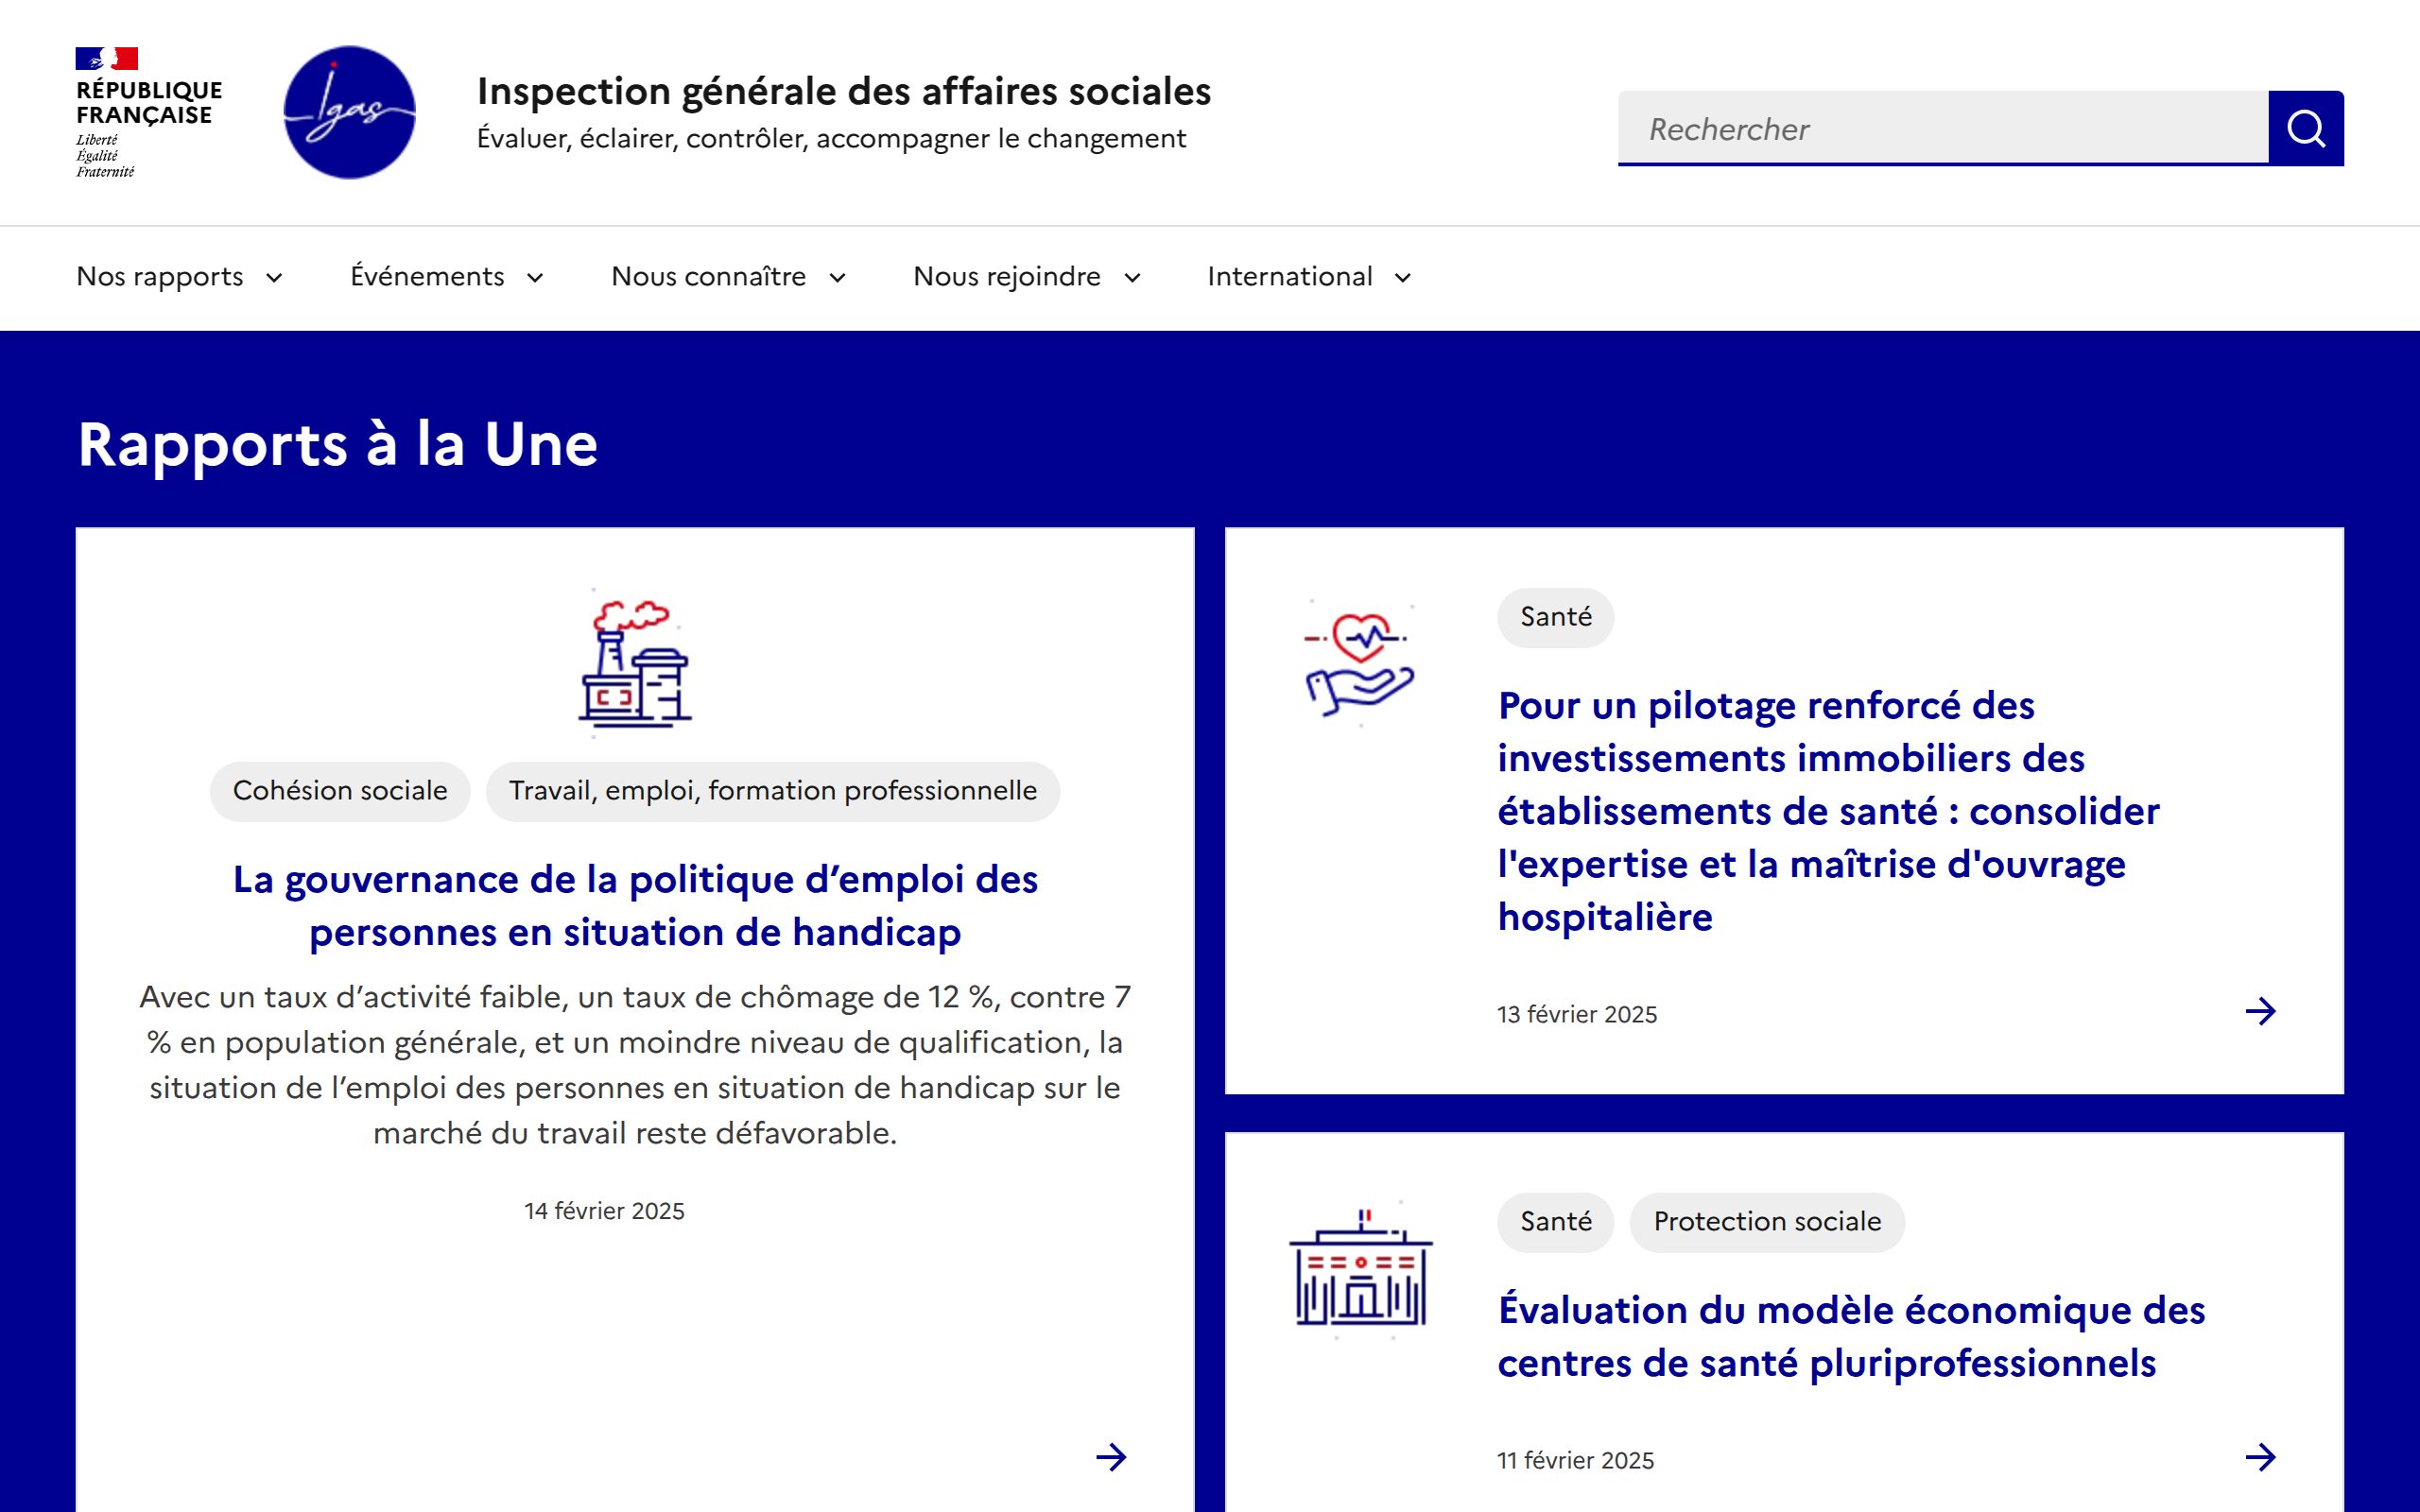 RÉPUBLIQUE
FRANÇAISE
Liberté
Égalité
Fraternité
Igas
Inspection générale des affaires sociales
Évaluer, éclairer, contrôler, accompagner le changement
Rechercher
Nos rapports
Événements
Nous connaître
Nous rejoindre
International
Rapports à la Une
Cohésion sociale
Travail, emploi, formation professionnelle
La gouvernance de la politique d’emploi des
personnes en situation de handicap
Avec un taux d’activité faible, un taux de chômage de 12 %, contre 7
% en population générale, et un moindre niveau de qualification, la
situation de l’emploi des personnes en situation de handicap sur le
marché du travail reste défavorable.
14 février 2025
Santé
Pour un pilotage renforcé des
investissements immobiliers des
établissements de santé : consolider
l'expertise et la maîtrise d'ouvrage
hospitalière
13 février 2025
Santé
Protection sociale
Évaluation du modèle économique des
centres de santé pluriprofessionnels
11 février 2025